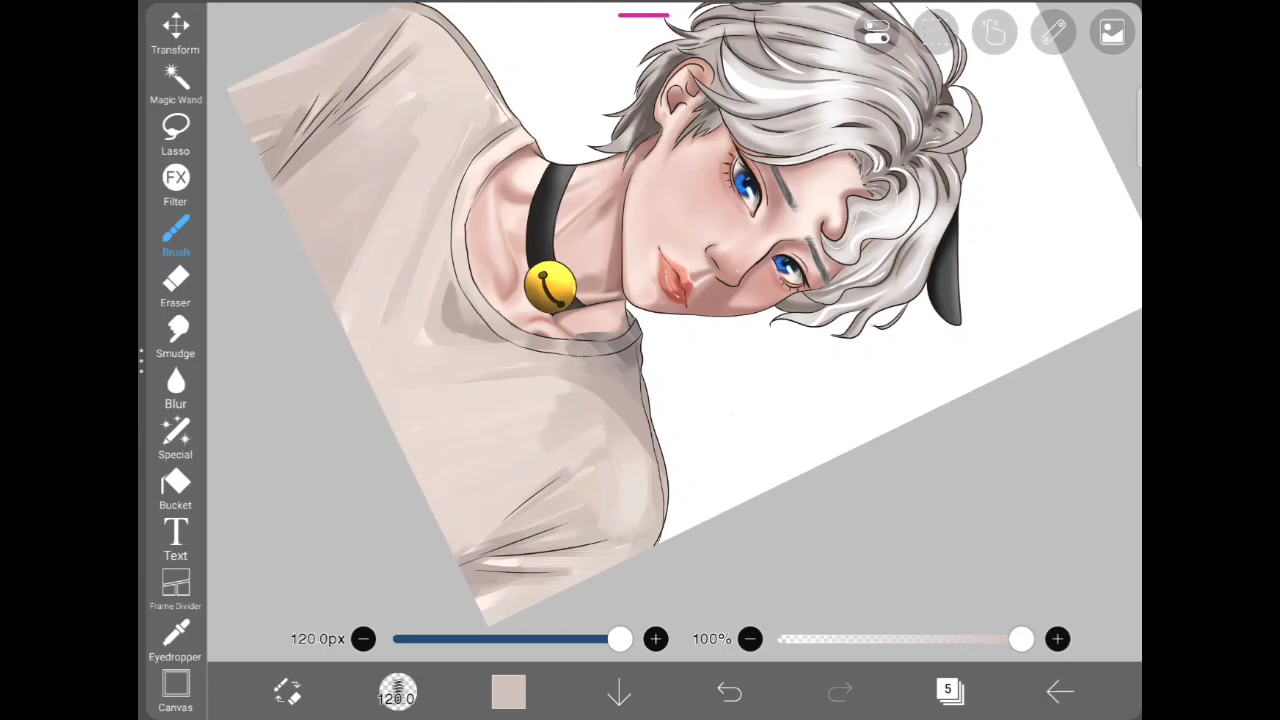 Transform
Magic Wand
Lasso
FX
Filter
Brush
Eraser
Smudge
Blur
Special
Bucket
T
Text
Frame Divider
Eyedropper
Canvas
120.0px
100%
120.0
5